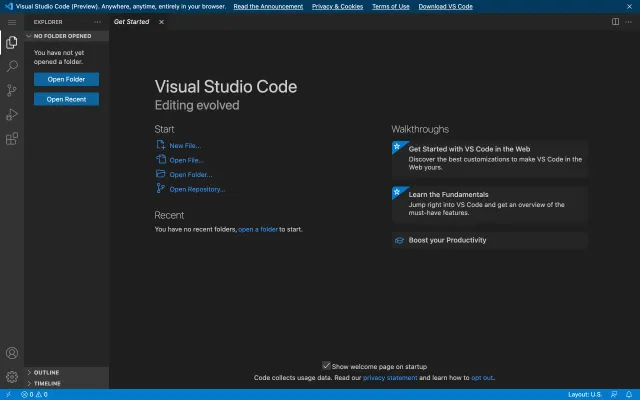 Visual Studio Code (Preview). Anywhere, anytime, entirely in your browser. Read the Announcement Privacy & Cookies Terms of Use Download VS Code
EXPLORER
Get Started
NO FOLDER OPENED
You have not yet
opened a folder.
Open Folder
Open Recent
Visual Studio Code
Editing evolved
Start
New File...
Open File...
Open Folder...
Open Repository...
Recent
You have no recent folders, open a folder to start.
Walkthroughs
Get Started with VS Code in the Web
Discover the best customizations to make VS Code in the
Web yours.
Learn the Fundamentals
Jump right into VS Code and get an overview of the
must-have features.
Boost your Productivity
Show welcome page on startup
Code collects usage data. Read our privacy statement and learn how to opt out.
OUTLINE
TIMELINE
0 0
Layout: U.S.